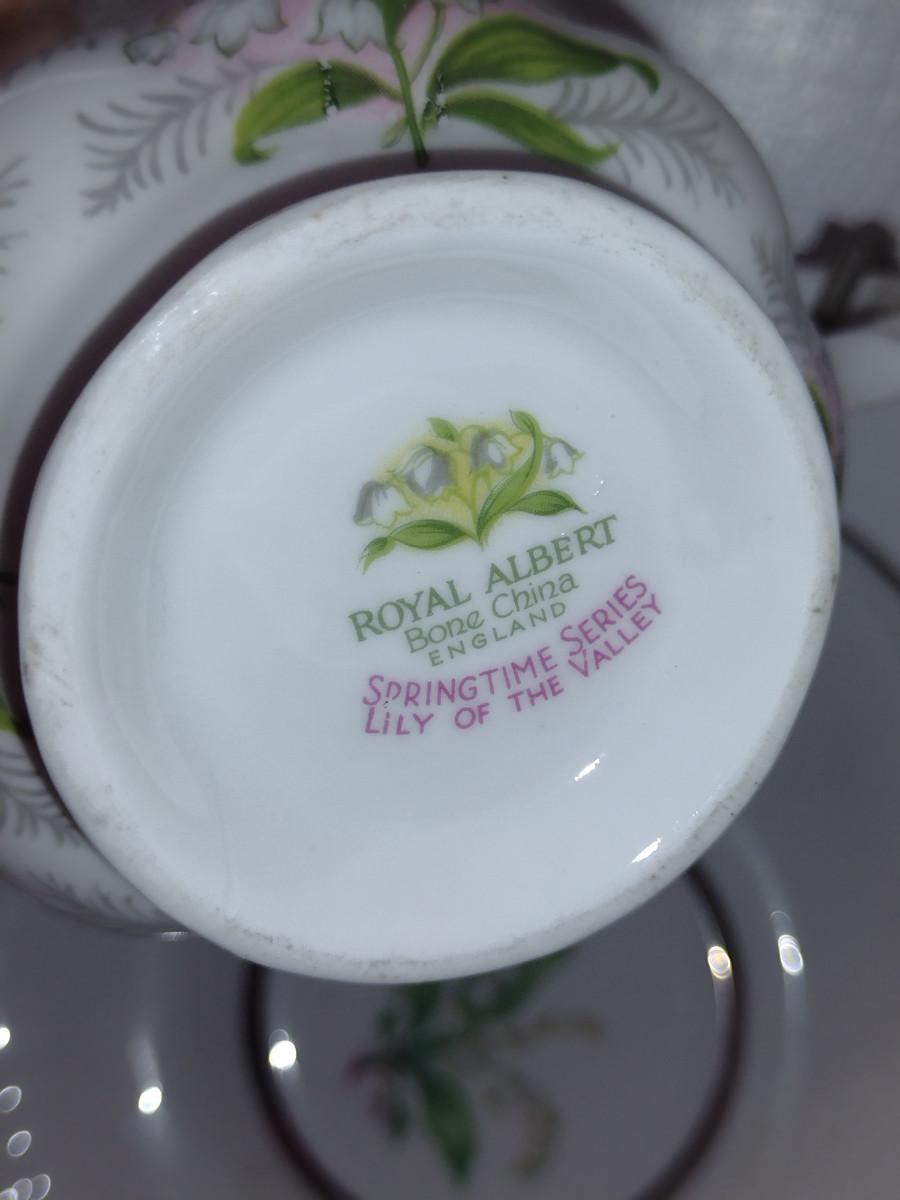 ROYAL ALBERT
Bone China
ENGLAND
SPRINGTIME SERIES
LiLY OF THE VALLEY